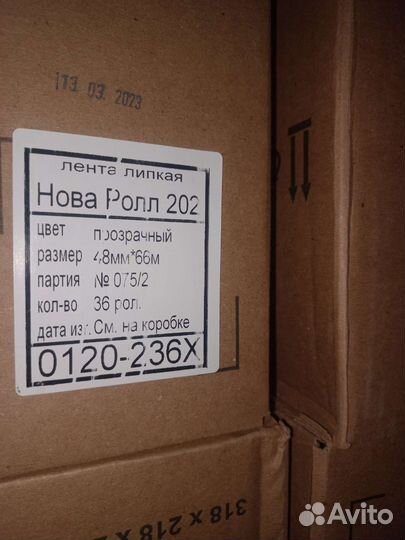 13. 03. 2023
лента липкая
Нова Ролл 202
цвет прозрачный
размер 48мм*66м
партия № 075/2
кол-во 36 рол.
дата изг. См. на коробке
0120-236X
318 x 218 x
Avito